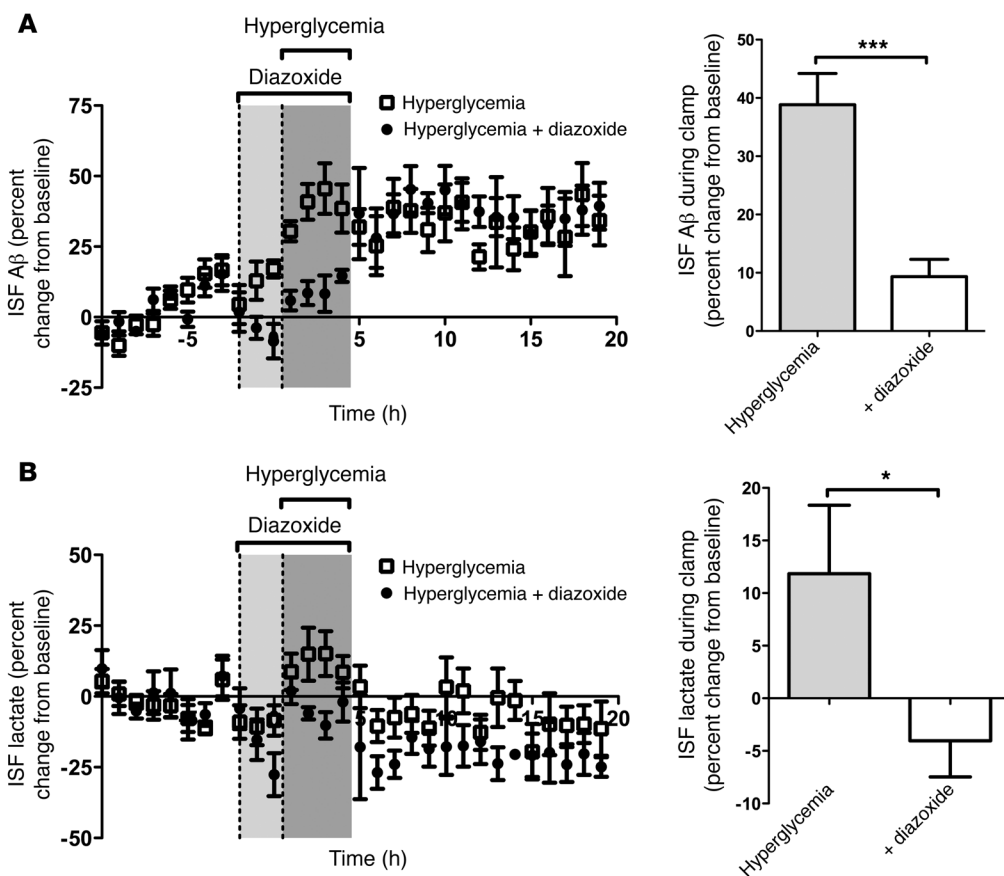 A
Hyperglycemia
Diazoxide
Hyperglycemia
Hyperglycemia + diazoxide
75
50
25
0
-25
-5
5
10
15
20
ISF Aβ (percent
change from baseline)
Time (h)
***
50
40
30
20
10
0
ISF Aβ during clamp
(percent change from baseline)
Hyperglycemia
+ diazoxide
B
Hyperglycemia
Diazoxide
Hyperglycemia
Hyperglycemia + diazoxide
50
25
0
-25
-50
5
10
15
20
ISF lactate (percent
change from baseline)
Time (h)
*
20
15
10
5
0
-5
-10
ISF lactate during clamp
(percent change from baseline)
Hyperglycemia
+ diazoxide